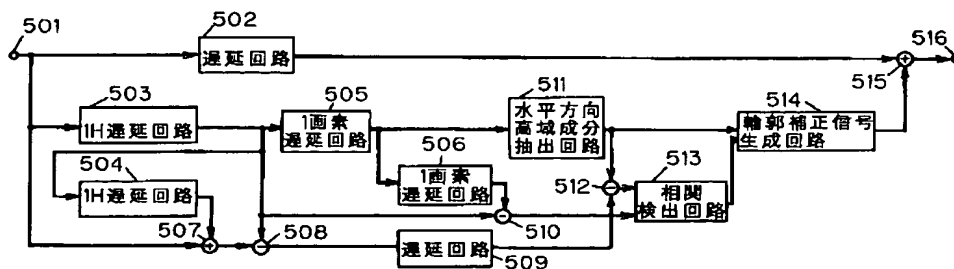 501
502
遅延回路
516
515
503
1H遅延回路
505
1画素
遅延回路
511
水平方向
高域成分
抽出回路
514
輪郭補正信号
生成回路
504
1H遅延回路
506
1画素
遅延回路
512
513
相関
検出回路
507
508
510
遅延回路
509